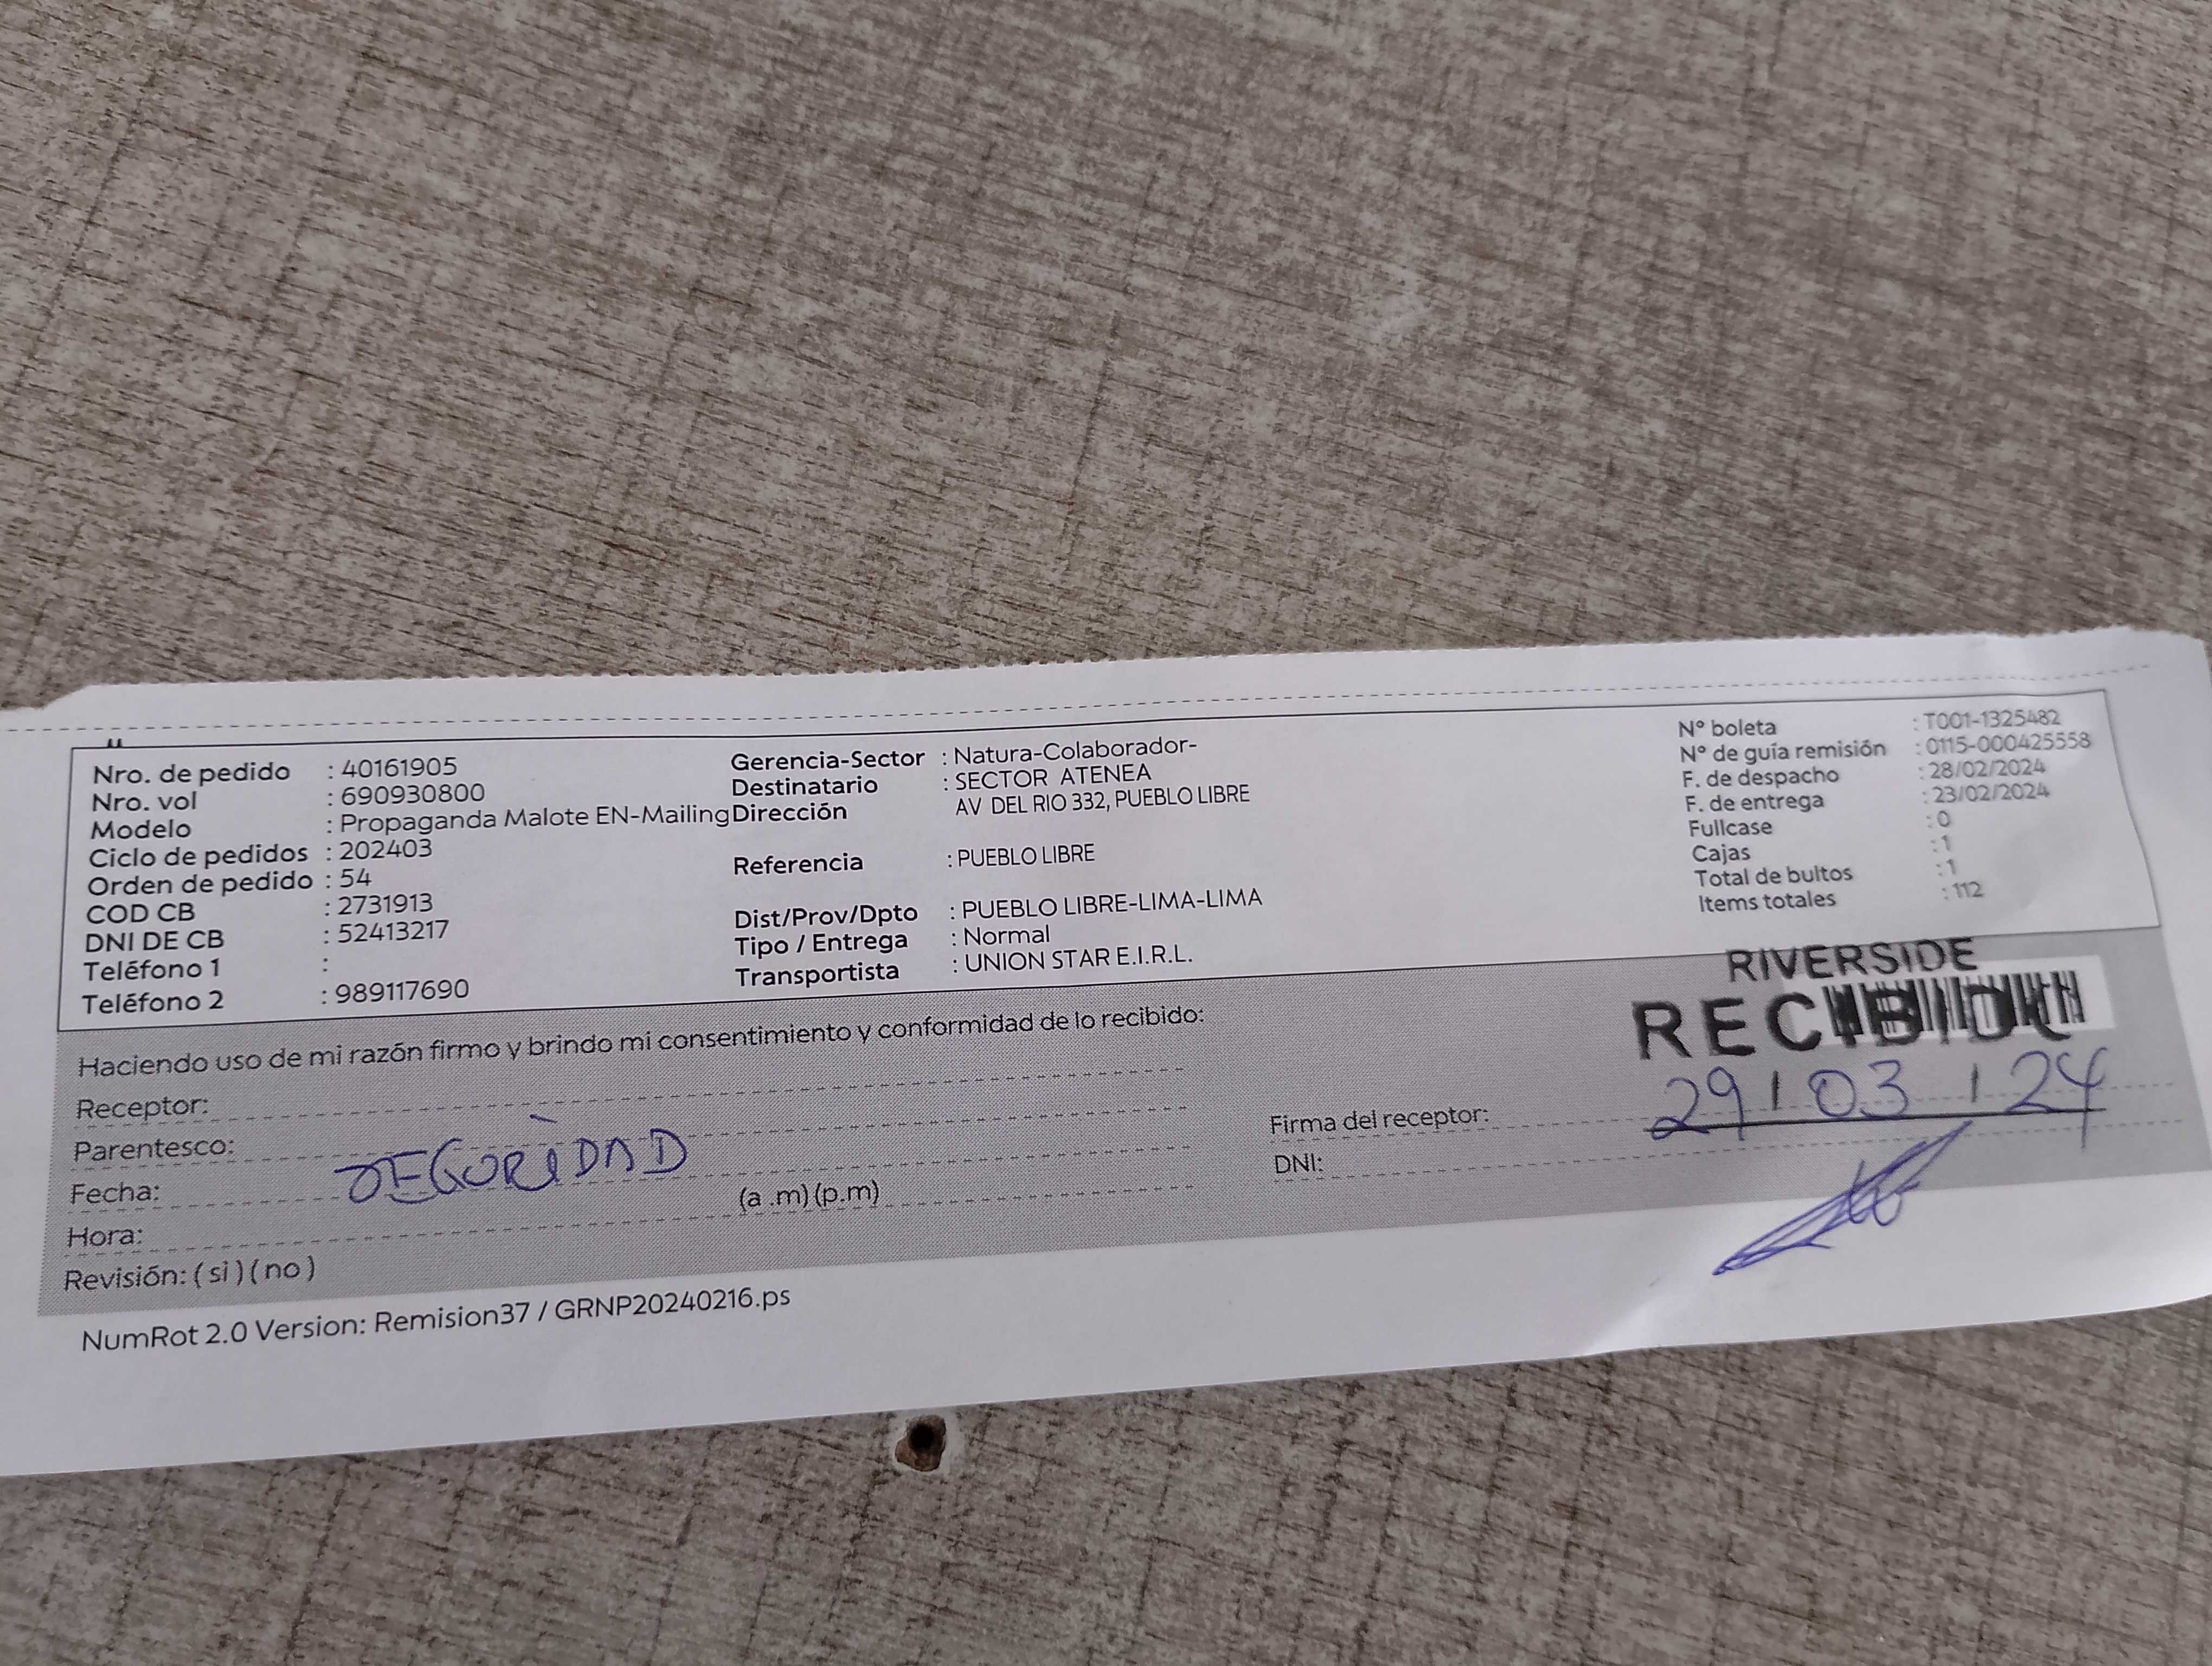 Nro. de pedido : 40161905
Nro. vol : 690930800
Modelo : Propaganda Malote EN-Mailing
Ciclo de pedidos : 202403
Orden de pedido : 54
COD CB : 2731913
DNI DE CB : 52413217
Teléfono 1 :
Teléfono 2 : 989117690
Gerencia-Sector : Natura-Colaborador-
Destinatario : SECTOR ATENEA
Dirección AV DEL RIO 332, PUEBLO LIBRE
Referencia : PUEBLO LIBRE
Dist/Prov/Dpto : PUEBLO LIBRE-LIMA-LIMA
Tipo / Entrega : Normal
Transportista : UNION STAR E.I.R.L.
N° boleta : T001-1325482
N° de guía remisión : 0115-000425558
F. de despacho : 28/02/2024
F. de entrega : 23/02/2024
Fullcase : 0
Cajas : 1
Total de bultos : 1
Items totales : 112
Haciendo uso de mi razón firmo y brindo mi consentimiento y conformidad de lo recibido:
Receptor:
Parentesco:
Fecha: SEGURIDAD
Hora: (a .m) (p.m)
Revisión: ( si ) ( no )
RIVERSIDE
RECIBIDO
29 / 03 / 24
Firma del receptor:
DNI:
NumRot 2.0 Version: Remision37 / GRNP20240216.ps